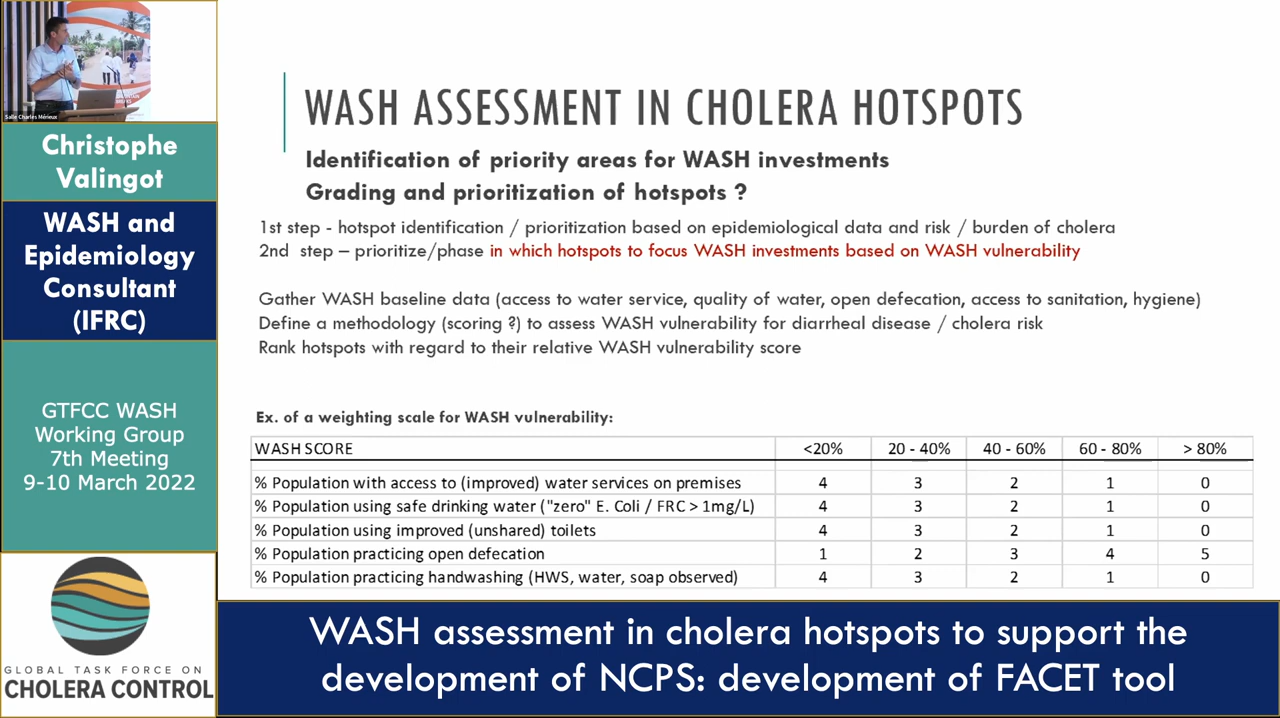 Salle Charles Mérieux
Christophe
Valingot
WASH and
Epidemiology
Consultant
(IFRC)
GTFCC WASH
Working Group
7th Meeting
9-10 March 2022
GLOBAL TASK FORCE ON
CHOLERA CONTROL
WASH ASSESSMENT IN CHOLERA HOTSPOTS
Identification of priority areas for WASH investments
Grading and prioritization of hotspots ?
1st step - hotspot identification / prioritization based on epidemiological data and risk / burden of cholera
2nd step – prioritize/phase in which hotspots to focus WASH investments based on WASH vulnerability
Gather WASH baseline data (access to water service, quality of water, open defecation, access to sanitation, hygiene)
Define a methodology (scoring ?) to assess WASH vulnerability for diarrheal disease / cholera risk
Rank hotspots with regard to their relative WASH vulnerability score
Ex. of a weighting scale for WASH vulnerability:
WASH SCORE <20% 20 - 40% 40 - 60% 60 - 80% > 80%
% Population with access to (improved) water services on premises 4 3 2 1 0
% Population using safe drinking water ("zero" E. Coli / FRC > 1mg/L) 4 3 2 1 0
% Population using improved (unshared) toilets 4 3 2 1 0
% Population practicing open defecation 1 2 3 4 5
% Population practicing handwashing (HWS, water, soap observed) 4 3 2 1 0
WASH assessment in cholera hotspots to support the
development of NCPS: development of FACET tool